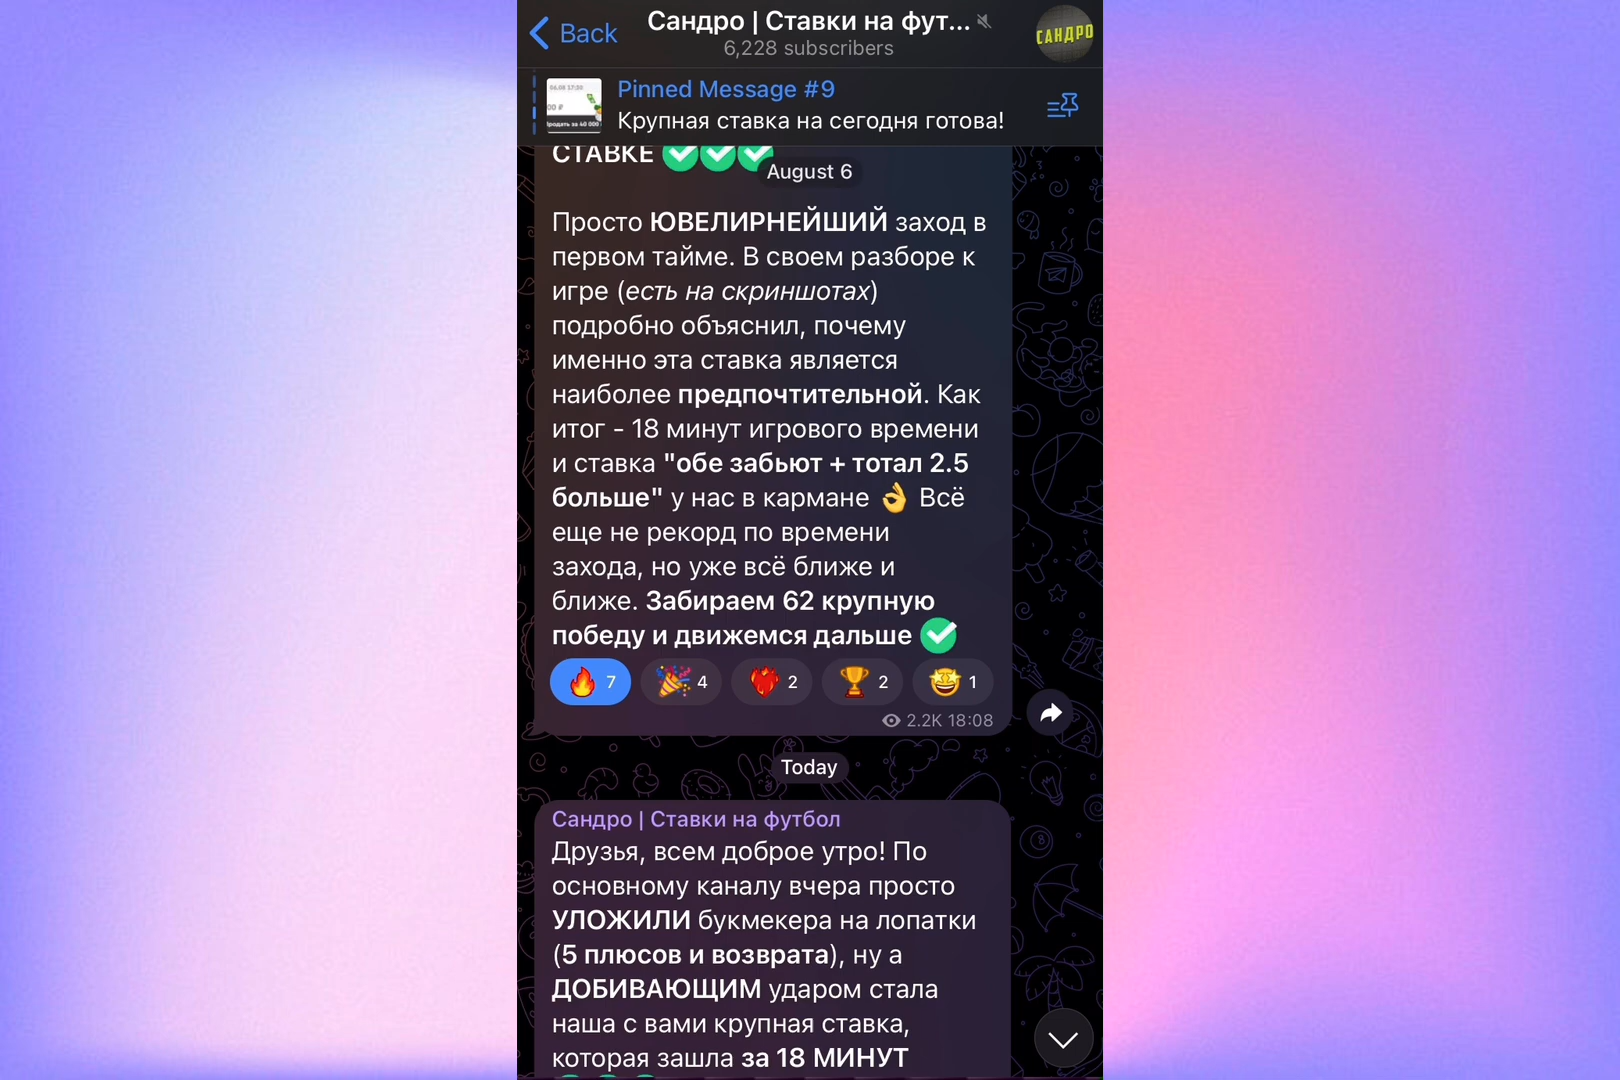 Back
Сандро | Ставки на фут...
6,228 subscribers
САНДРО
Pinned Message #9
Крупная ставка на сегодня готова!
06.08 17:30
00 ₽
СТАВКЕ
August 6
Просто ЮВЕЛИРНЕЙШИЙ заход в
первом тайме. В своем разборе к
игре (есть на скриншотах)
подробно объяснил, почему
именно эта ставка является
наиболее предпочтительной. Как
итог - 18 минут игрового времени
и ставка "обе забьют + тотал 2.5
больше" у нас в кармане 👌 Всё
еще не рекорд по времени
захода, но уже всё ближе и
ближе. Забираем 62 крупную
победу и движемся дальше
7 4 2 2 1
2.2K 18:08
Today
Сандро | Ставки на футбол
Друзья, всем доброе утро! По
основному каналу вчера просто
УЛОЖИЛИ букмекера на лопатки
(5 плюсов и возврата), ну а
ДОБИВАЮЩИМ ударом стала
наша с вами крупная ставка,
которая зашла за 18 МИНУТ